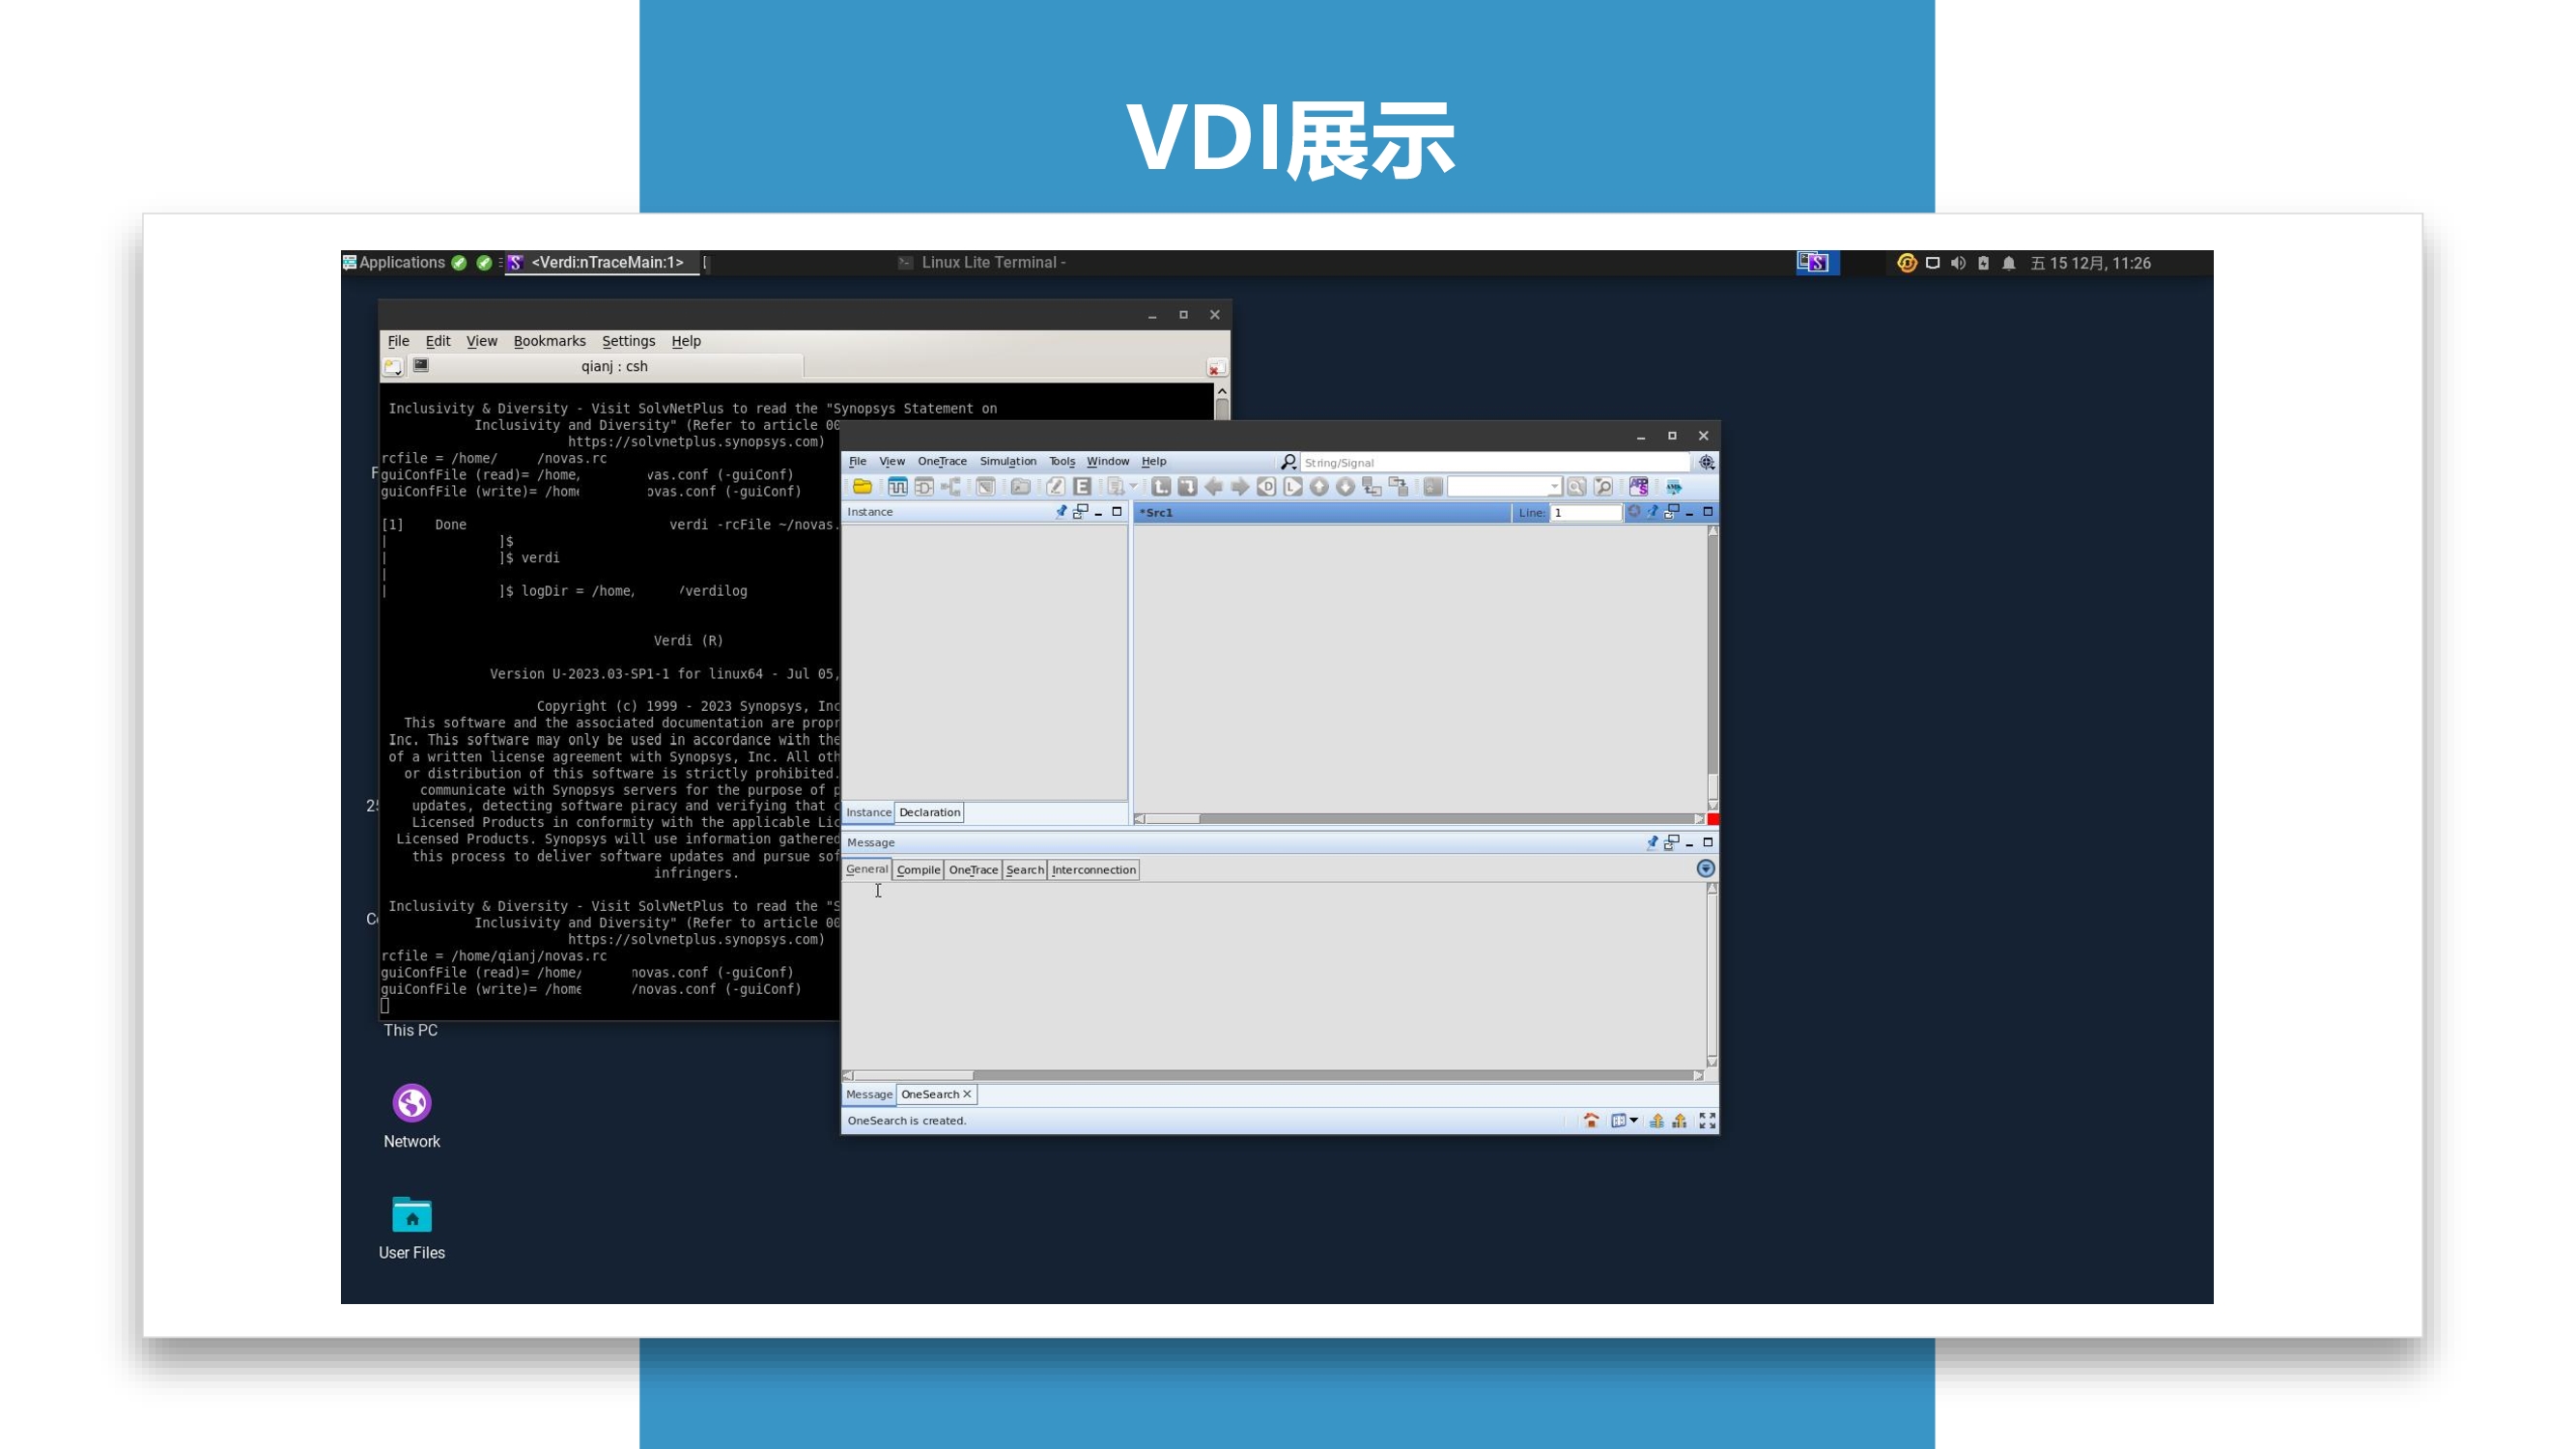 VDI展示
Applications
<Verdi:nTraceMain:1>
Linux Lite Terminal -
五 15 12月, 11:26
File Edit View Bookmarks Settings Help
qianj : csh
Inclusivity & Diversity - Visit SolvNetPlus to read the "Synopsys Statement on
Inclusivity and Diversity" (Refer to article 00
https://solvnetplus.synopsys.com)
rcfile = /home/ /novas.rc
guiConfFile (read)= /home, vas.conf (-guiConf)
guiConfFile (write)= /home ovas.conf (-guiConf)
[1] Done verdi -rcFile ~/novas.
]$
]$ verdi
]$ logDir = /home, /verdilog
Verdi (R)
Version U-2023.03-SP1-1 for linux64 - Jul 05,
Copyright (c) 1999 - 2023 Synopsys, Inc
This software and the associated documentation are propr
Inc. This software may only be used in accordance with the
of a written license agreement with Synopsys, Inc. All oth
or distribution of this software is strictly prohibited.
communicate with Synopsys servers for the purpose of p
updates, detecting software piracy and verifying that c
Licensed Products in conformity with the applicable Lic
Licensed Products. Synopsys will use information gathered
this process to deliver software updates and pursue sof
infringers.
Inclusivity & Diversity - Visit SolvNetPlus to read the "S
Inclusivity and Diversity" (Refer to article 00
https://solvnetplus.synopsys.com)
rcfile = /home/qianj/novas.rc
guiConfFile (read)= /home/ novas.conf (-guiConf)
guiConfFile (write)= /home /novas.conf (-guiConf)
File View OneTrace Simulation Tools Window Help
String/Signal
Instance
*Src1
Line: 1
Instance Declaration
Message
General Compile OneTrace Search Interconnection
Message OneSearch
OneSearch is created.
This PC
Network
User Files